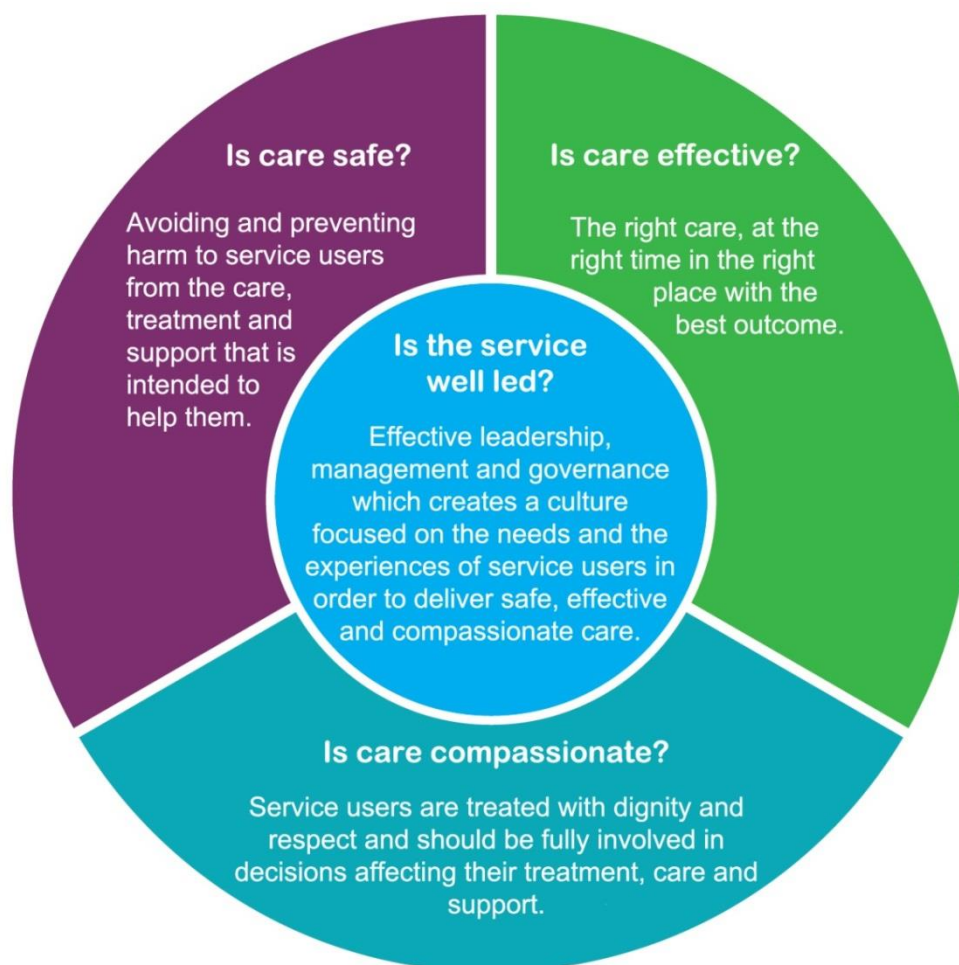 Is care safe?
Avoiding and preventing
harm to service users
from the care,
treatment and
support that is
intended to
help them.
Is care effective?
The right care, at the
right time in the right
place with the
best outcome.
Is the service
well led?
Effective leadership,
management and governance
which creates a culture
focused on the needs and the
experiences of service users in
order to deliver safe, effective
and compassionate care.
Is care compassionate?
Service users are treated with dignity and
respect and should be fully involved in
decisions affecting their treatment, care and
support.